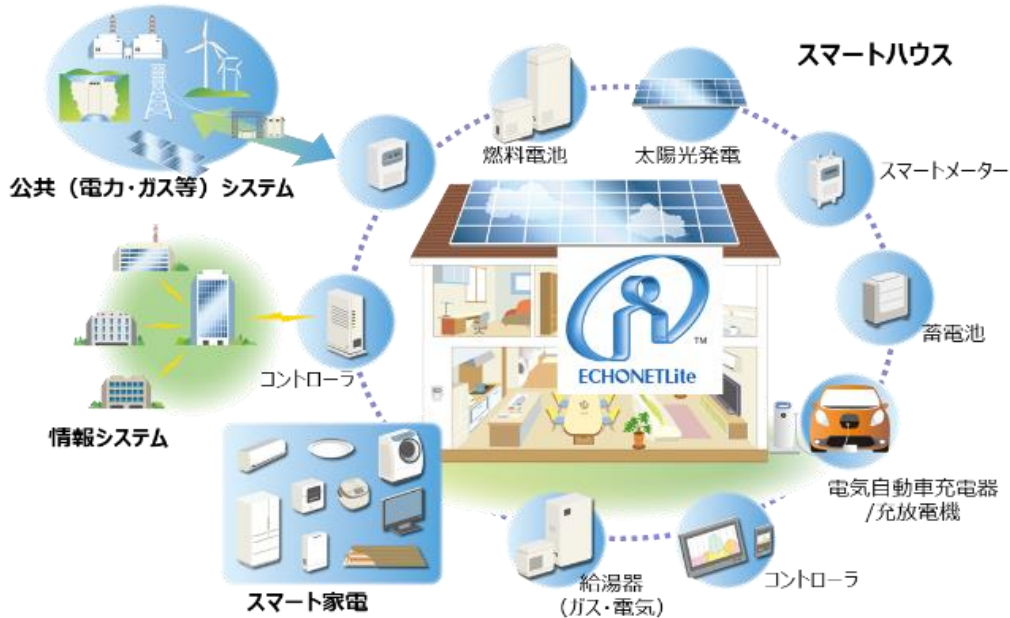 スマートハウス
燃料電池
太陽光発電
スマートメーター
公共（電力・ガス等）システム
蓄電池
TM
ECHONETLite
コントローラ
情報システム
電気自動車充電器
/充放電機
給湯器
(ガス・電気)
コントローラ
スマート家電